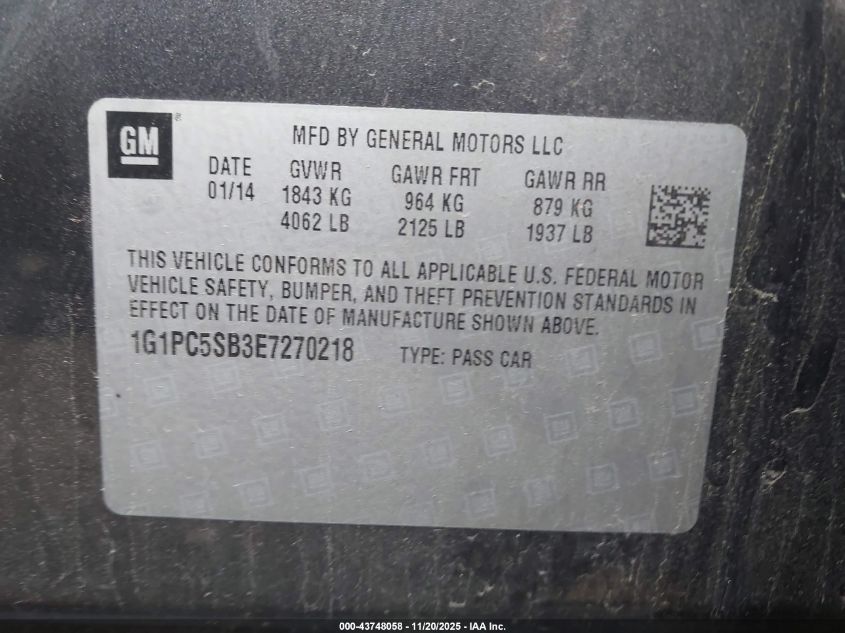 GM
MFD BY GENERAL MOTORS LLC
DATE GVWR GAWR FRT GAWR RR
01/14 1843 KG 964 KG 879 KG
4062 LB 2125 LB 1937 LB
THIS VEHICLE CONFORMS TO ALL APPLICABLE U.S. FEDERAL MOTOR
VEHICLE SAFETY, BUMPER, AND THEFT PREVENTION STANDARDS IN
EFFECT ON THE DATE OF MANUFACTURE SHOWN ABOVE.
1G1PC5SB3E7270218 TYPE: PASS CAR
000-43748058 - 11/20/2025 - IAA Inc.